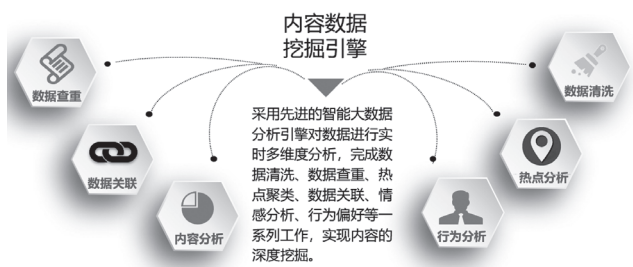 内容数据
挖掘引擎
数据查重
数据关联
内容分析
采用先进的智能大数据
分析引擎对数据进行实
时多维度分析，完成数
据清洗、数据查重、热
点聚类、数据关联、情
感分析、行为偏好等一
系列工作，实现内容的
深度挖掘。
数据清洗
热点分析
行为分析